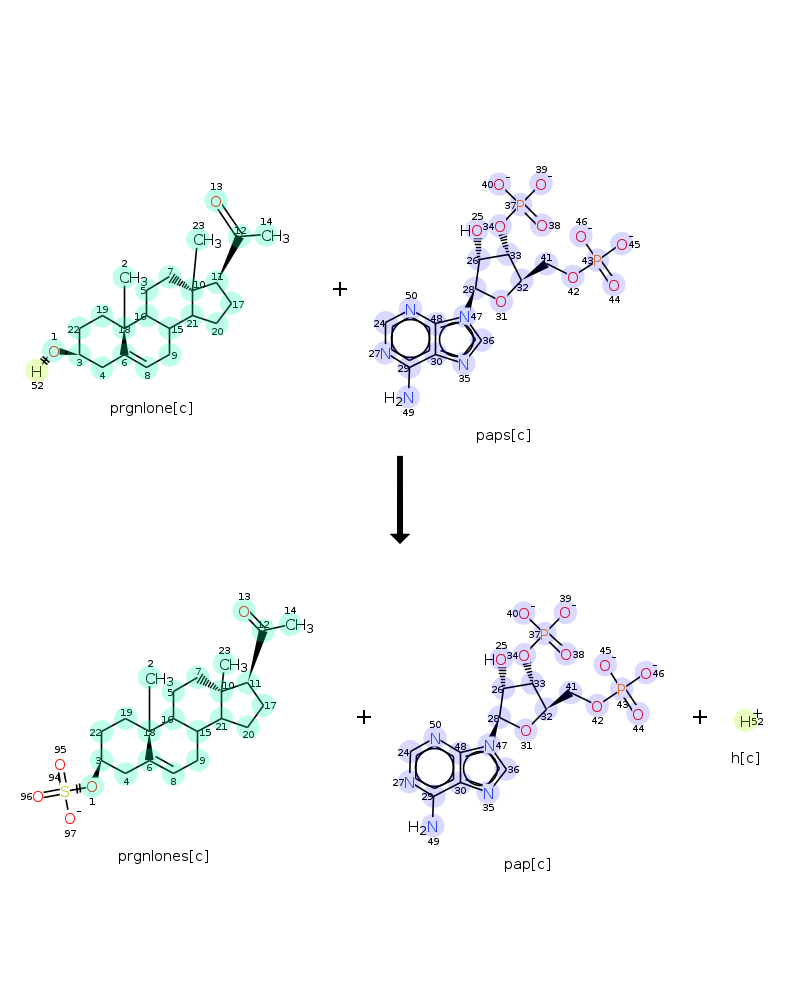 13
O
23
CH3
12
14
CH3
2
CH3
7
10
11
5
19
16
17
22
18
15
21
20
1
O
H
52
3
4
6
8
9
prgnlone[c]
+
39
40 O-
O-
37 P
25
HO
34 O
O 38
46
O-
O- 45
26
33
41
43 P
28
32
O 42
O 44
50
N
O
31
24
48
N 47
36
27 N
29
30
N
35
H2N
49
paps[c]
13
O
12
14
CH3
23
CH3
2
CH3
7
10
11
5
19
16
17
22
18
15
21
20
95
O
3
94
96 O
S
O
1
O-
97
4
6
8
9
prgnlones[c]
+
39
40 O-
O-
37 P
25
HO
34 O
O 38
45
O-
O- 46
26
33
41
P
43
28
32
O
42
O
44
50
N
O
31
24
48
N 47
36
27 N
29
30
N
35
H2N
49
pap[c]
+
H+
52
h[c]